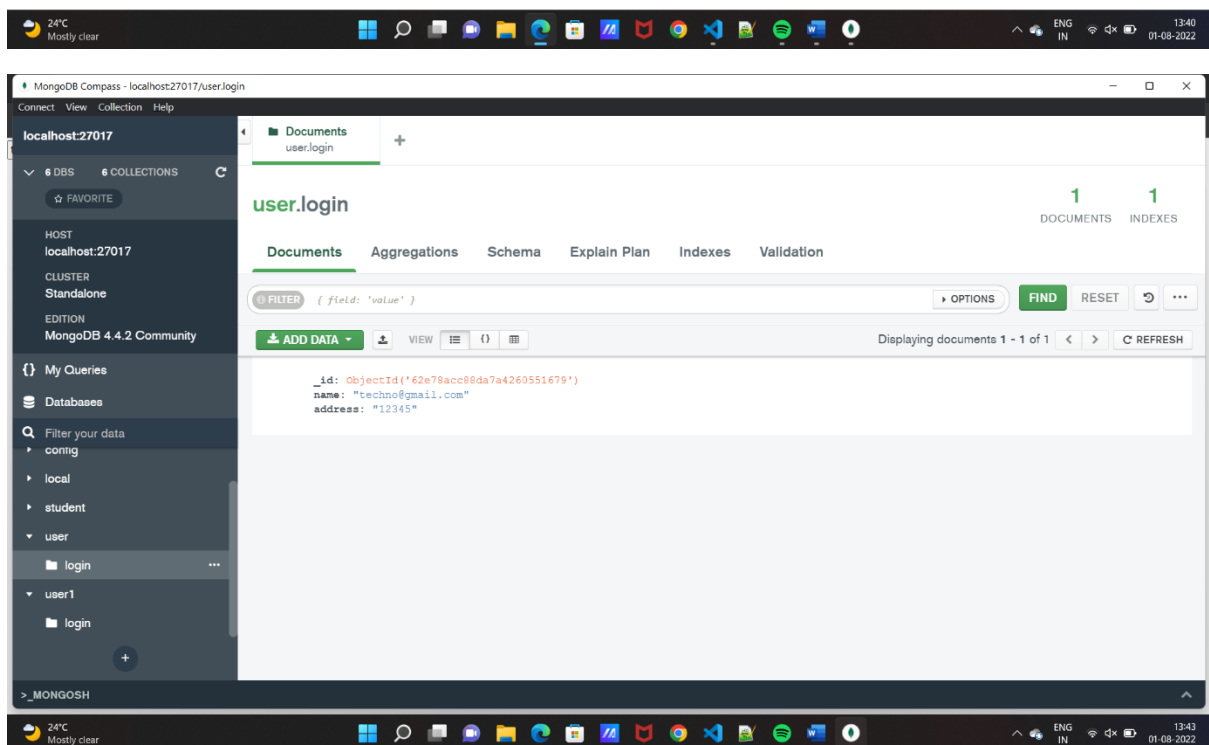 24°C
Mostly clear
ENG
IN
13:40
01-08-2022
MongoDB Compass - localhost:27017/user.login
Connect View Collection Help
localhost:27017
6 DBS 6 COLLECTIONS
FAVORITE
HOST
localhost:27017
CLUSTER
Standalone
EDITION
MongoDB 4.4.2 Community
{} My Queries
Databases
Filter your data
config
local
student
user
login
user1
login
+
>_MONGOSH
Documents
user.login
+
user.login
1
DOCUMENTS
1
INDEXES
Documents Aggregations Schema Explain Plan Indexes Validation
FILTER { field: 'value' } OPTIONS FIND RESET
ADD DATA VIEW {} Displaying documents 1 - 1 of 1 < > REFRESH
_id: ObjectId('62e78acc88da7a4260551679')
name: "techno@gmail.com"
address: "12345"
24°C
Mostly clear
ENG
IN
13:43
01-08-2022